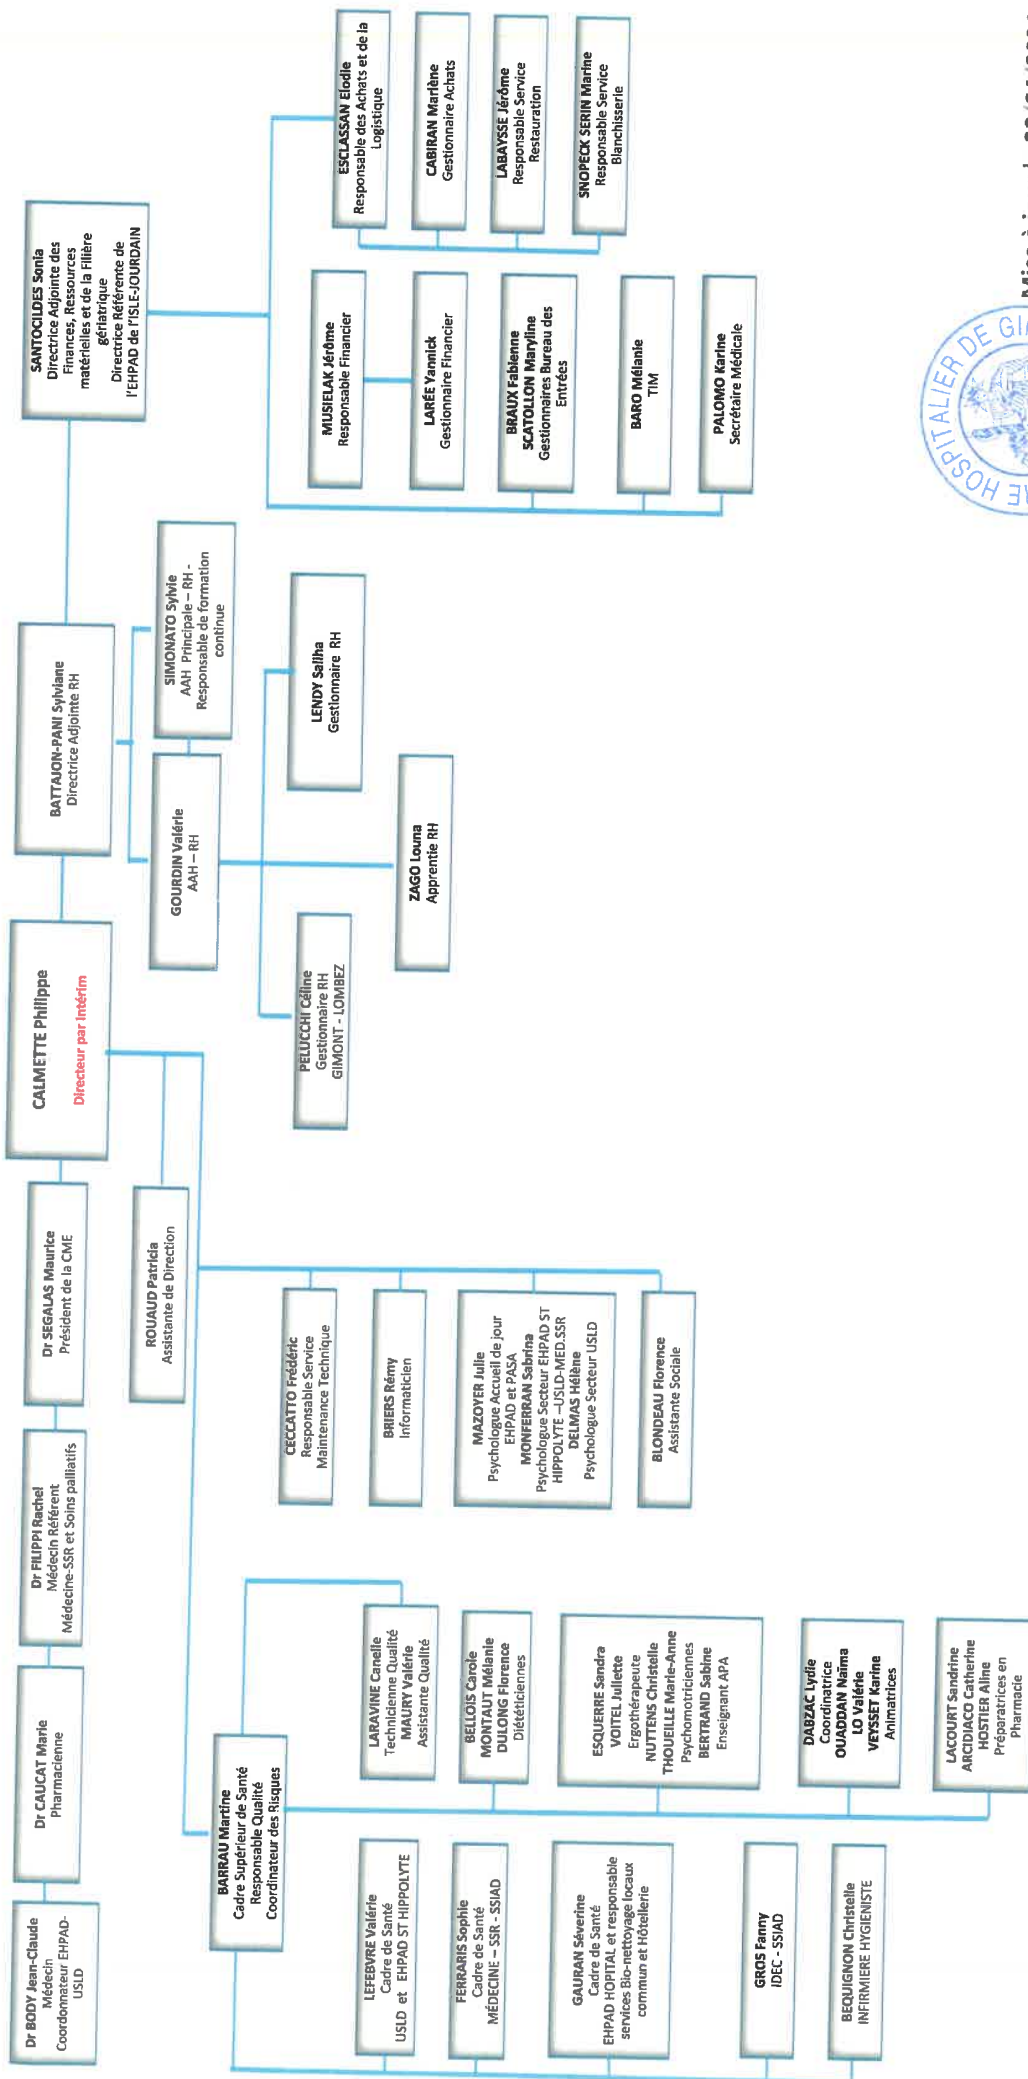 Dr BODY Jean-Claude
Médecin
Coordonnateur EHPAD-
USLD
Dr CAUCAT Marie
Pharmacienne
Dr FILIPPI Rachel
Médecin Référent
Médecine-SSR et Soins palliatifs
Dr SEGALAS Maurice
Président de la CME
CALMETTE Philippe
Directeur par Intérim
BATTAJON-PANI Sylviane
Directrice Adjointe RH
SANTOCILDES Sonia
Directrice Adjointe des
Finances, Ressources
matérielles et de la Filière
gériatrique
Directrice Référente de
l'EHPAD de l'ISLE-JOURDAIN
ROUAUD Patricia
Assistante de Direction
GOURDIN Valérie
AAH – RH
SIMONATO Sylvie
AAH Principale – RH -
Responsable de formation
continue
BARRAU Martine
Cadre Supérieur de Santé
Responsable Qualité
Coordinateur des Risques
CECCATTO Frédéric
Responsable Service
Maintenance Technique
BRIERS Rémy
Informaticien
MAZOYER Julie
Psychologue Accueil de jour
EHPAD et PASA
MONFERRAN Sabrina
Psychologue Secteur EHPAD ST
HIPPOLYTE –USLD-MED.SSR
DELMAS Hélène
Psychologue Secteur USLD
BLONDEAU Florence
Assistante Sociale
PELUCCHI Céline
Gestionnaire RH
GIMONT - LOMBEZ
LENDY Saliha
Gestionnaire RH
ZAGO Louna
Apprentie RH
MUSIELAK Jérôme
Responsable Financier
LARÉE Yannick
Gestionnaire Financier
BRAUX Fabienne
SCATOLLON Maryline
Gestionnaires Bureau des
Entrées
BARO Mélanie
TIM
PALOMO Karine
Secrétaire Médicale
ESCLASSAN Elodie
Responsable des Achats et de la
Logistique
CABIRAN Marlène
Gestionnaire Achats
LABAYSSE Jérôme
Responsable Service
Restauration
SNOPECK SERIN Marine
Responsable Service
Blanchisserie
LEFEBVRE Valérie
Cadre de Santé
USLD et EHPAD ST HIPPOLYTE
FERRARIS Sophie
Cadre de Santé
MÉDECINE – SSR - SSIAD
GAURAN Séverine
Cadre de Santé
EHPAD HOPITAL et responsable
services Bio-nettoyage locaux
commun et Hôtellerie
GROS Fanny
IDEC - SSIAD
BEQUIGNON Christelle
INFIRMIERE HYGIENISTE
LARAVINE Canelle
Technicienne Qualité
MAURY Valérie
Assistante Qualité
BELLOIS Carole
MONTAUT Mélanie
DULONG Florence
Diététiciennes
ESQUERRE Sandra
VOITEL Juliette
Ergothérapeute
NUTTENS Christelle
THOUEILLE Marie-Anne
Psychomotriciennes
BERTRAND Sabine
Enseignant APA
DABZAC Lydie
Coordinatrice
OUADDAN Naïma
LO Valérie
VEYSSET Karine
Animatrices
LACOURT Sandrine
ARCIDIACO Catherine
HOSTIER Aline
Préparatrices en
Pharmacie
HOSPITALIER DE